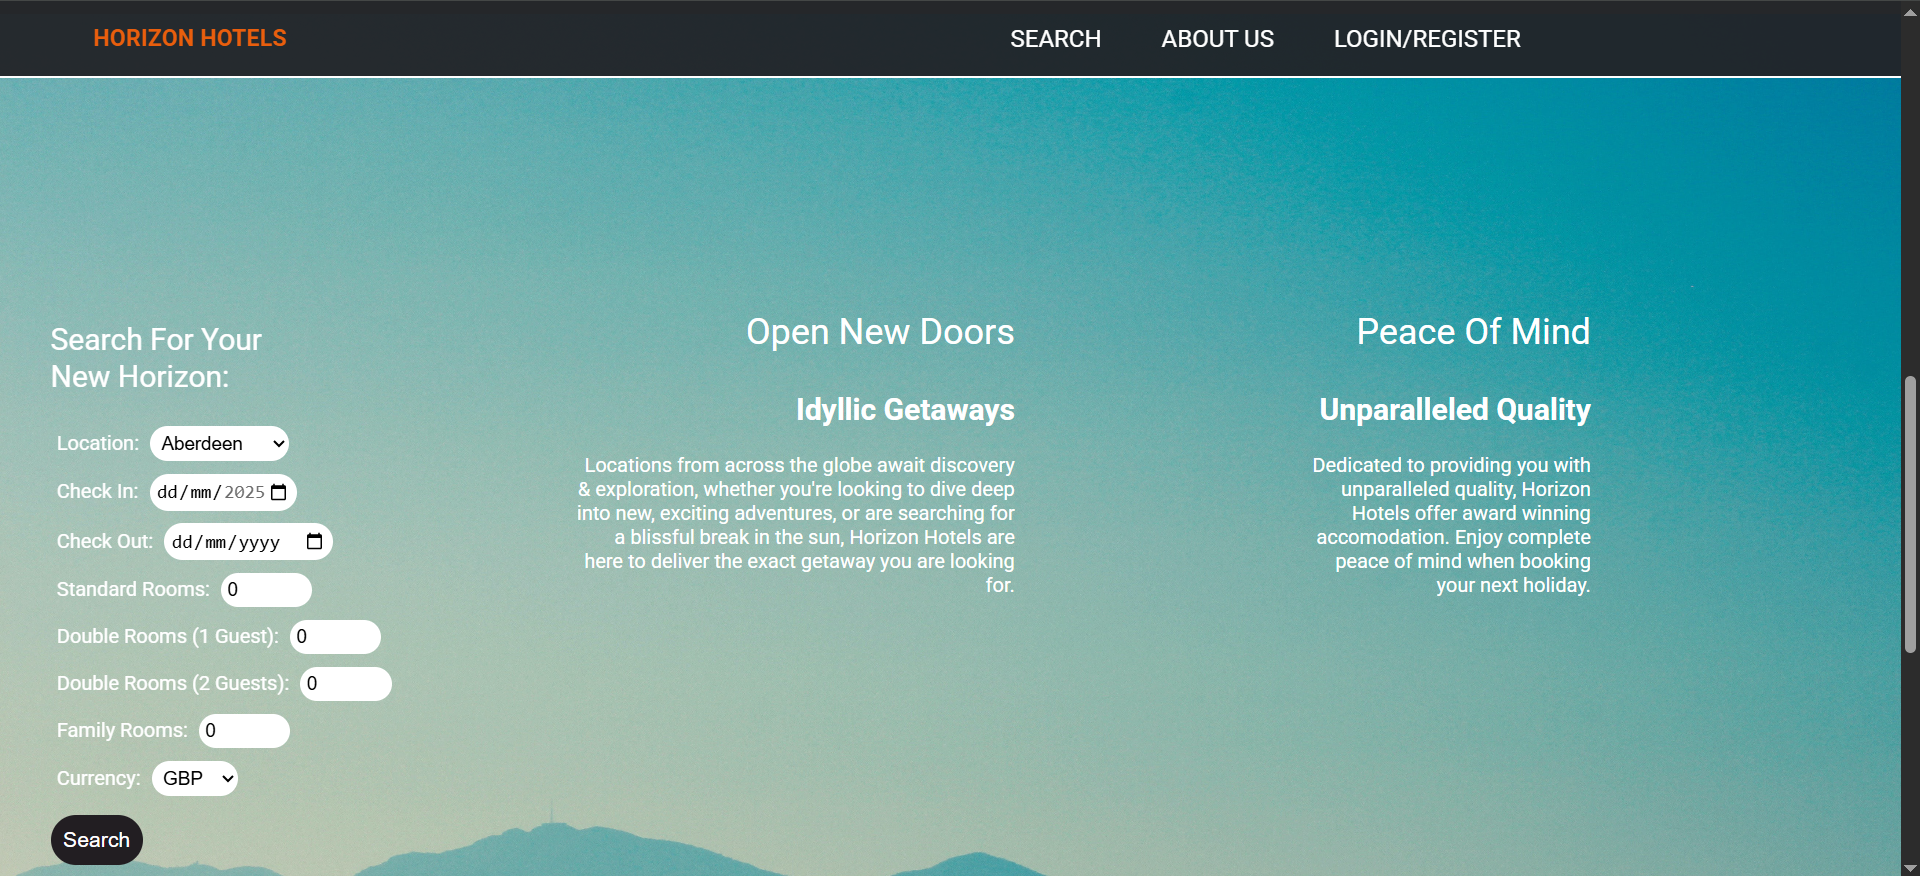 HORIZON HOTELS
SEARCH
ABOUT US
LOGIN/REGISTER
Search For Your
New Horizon:
Location: Aberdeen
Check In: dd/mm/2025
Check Out: dd/mm/yyyy
Standard Rooms: 0
Double Rooms (1 Guest): 0
Double Rooms (2 Guests): 0
Family Rooms: 0
Currency: GBP
Search
Open New Doors
Idyllic Getaways
Locations from across the globe await discovery
& exploration, whether you're looking to dive deep
into new, exciting adventures, or are searching for
a blissful break in the sun, Horizon Hotels are
here to deliver the exact getaway you are looking
for.
Peace Of Mind
Unparalleled Quality
Dedicated to providing you with
unparalleled quality, Horizon
Hotels offer award winning
accomodation. Enjoy complete
peace of mind when booking
your next holiday.